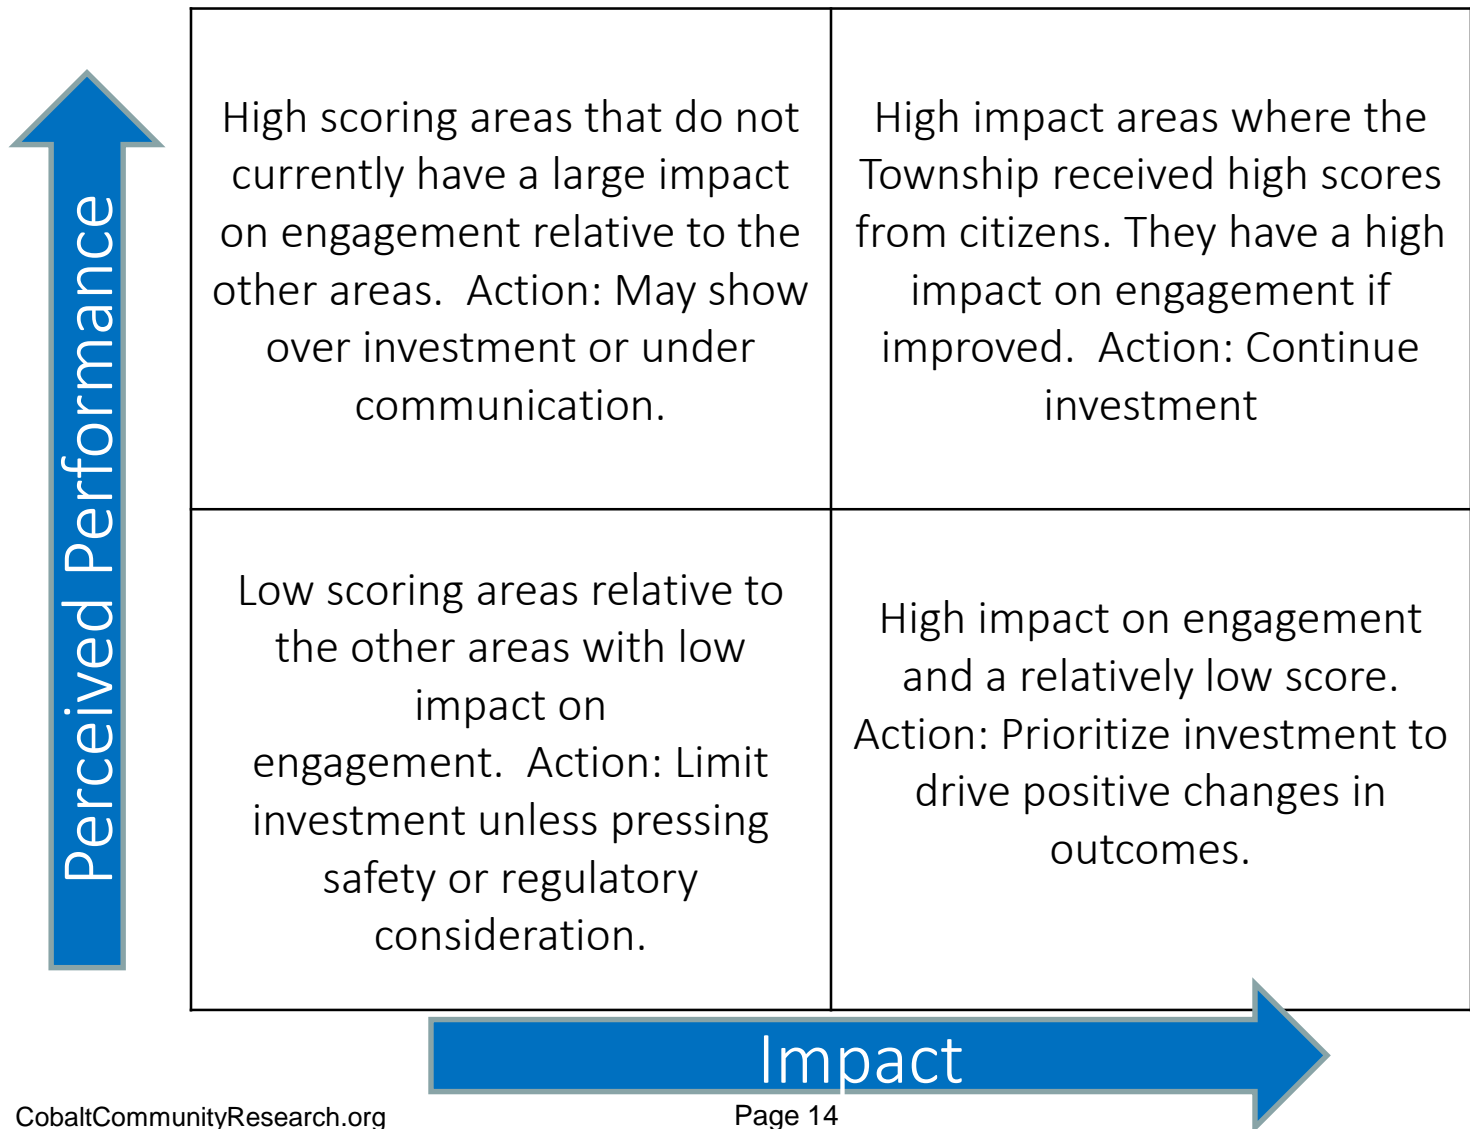 Perceived Performance
High scoring areas that do not
currently have a large impact
on engagement relative to the
other areas.  Action: May show
over investment or under
communication.
High impact areas where the
Township received high scores
from citizens. They have a high
impact on engagement if
improved.  Action: Continue
investment
Low scoring areas relative to
the other areas with low
impact on
engagement.  Action: Limit
investment unless pressing
safety or regulatory
consideration.
High impact on engagement
and a relatively low score.
Action: Prioritize investment to
drive positive changes in
outcomes.
Impact
CobaltCommunityResearch.org
Page 14